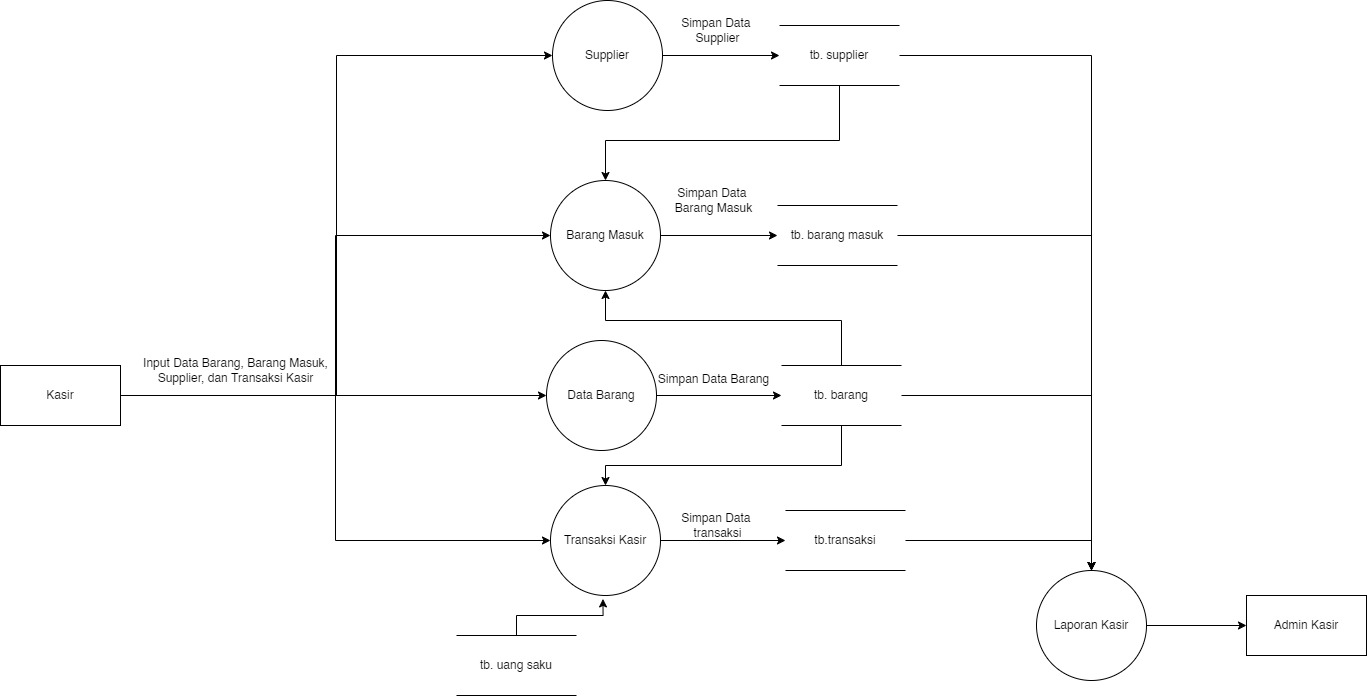 Simpan Data
Supplier
Supplier
tb. supplier
Simpan Data
Barang Masuk
Barang Masuk
tb. barang masuk
Input Data Barang, Barang Masuk,
Supplier, dan Transaksi Kasir
Kasir
Data Barang
Simpan Data Barang
tb. barang
Simpan Data
transaksi
Transaksi Kasir
tb.transaksi
Laporan Kasir
Admin Kasir
tb. uang saku